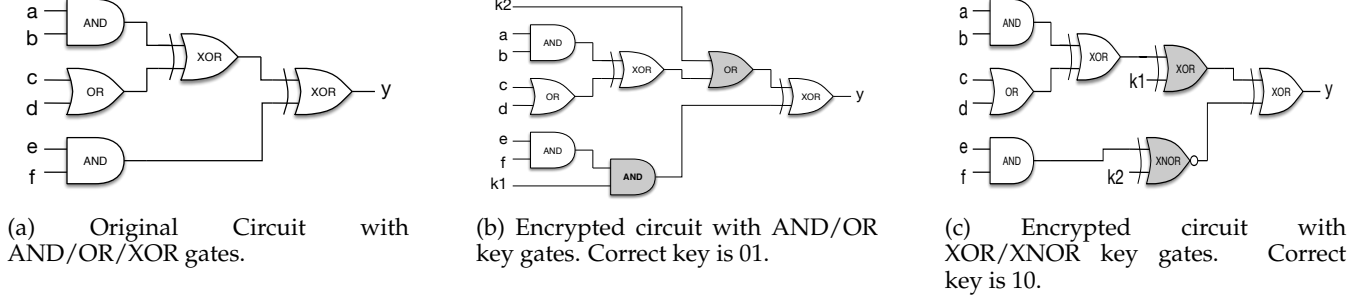 a
AND
b
XOR
c
OR
d
XOR
y
e
AND
f
(a) Original Circuit with
AND/OR/XOR gates.
k2
a
AND
b
XOR
OR
c
OR
d
XOR
y
e
AND
f
AND
k1
(b) Encrypted circuit with AND/OR
key gates. Correct key is 01.
a
AND
b
XOR
XOR
k1
c
OR
d
XOR
y
e
AND
XNOR
f
k2
(c) Encrypted circuit with
XOR/XNOR key gates. Correct
key is 10.